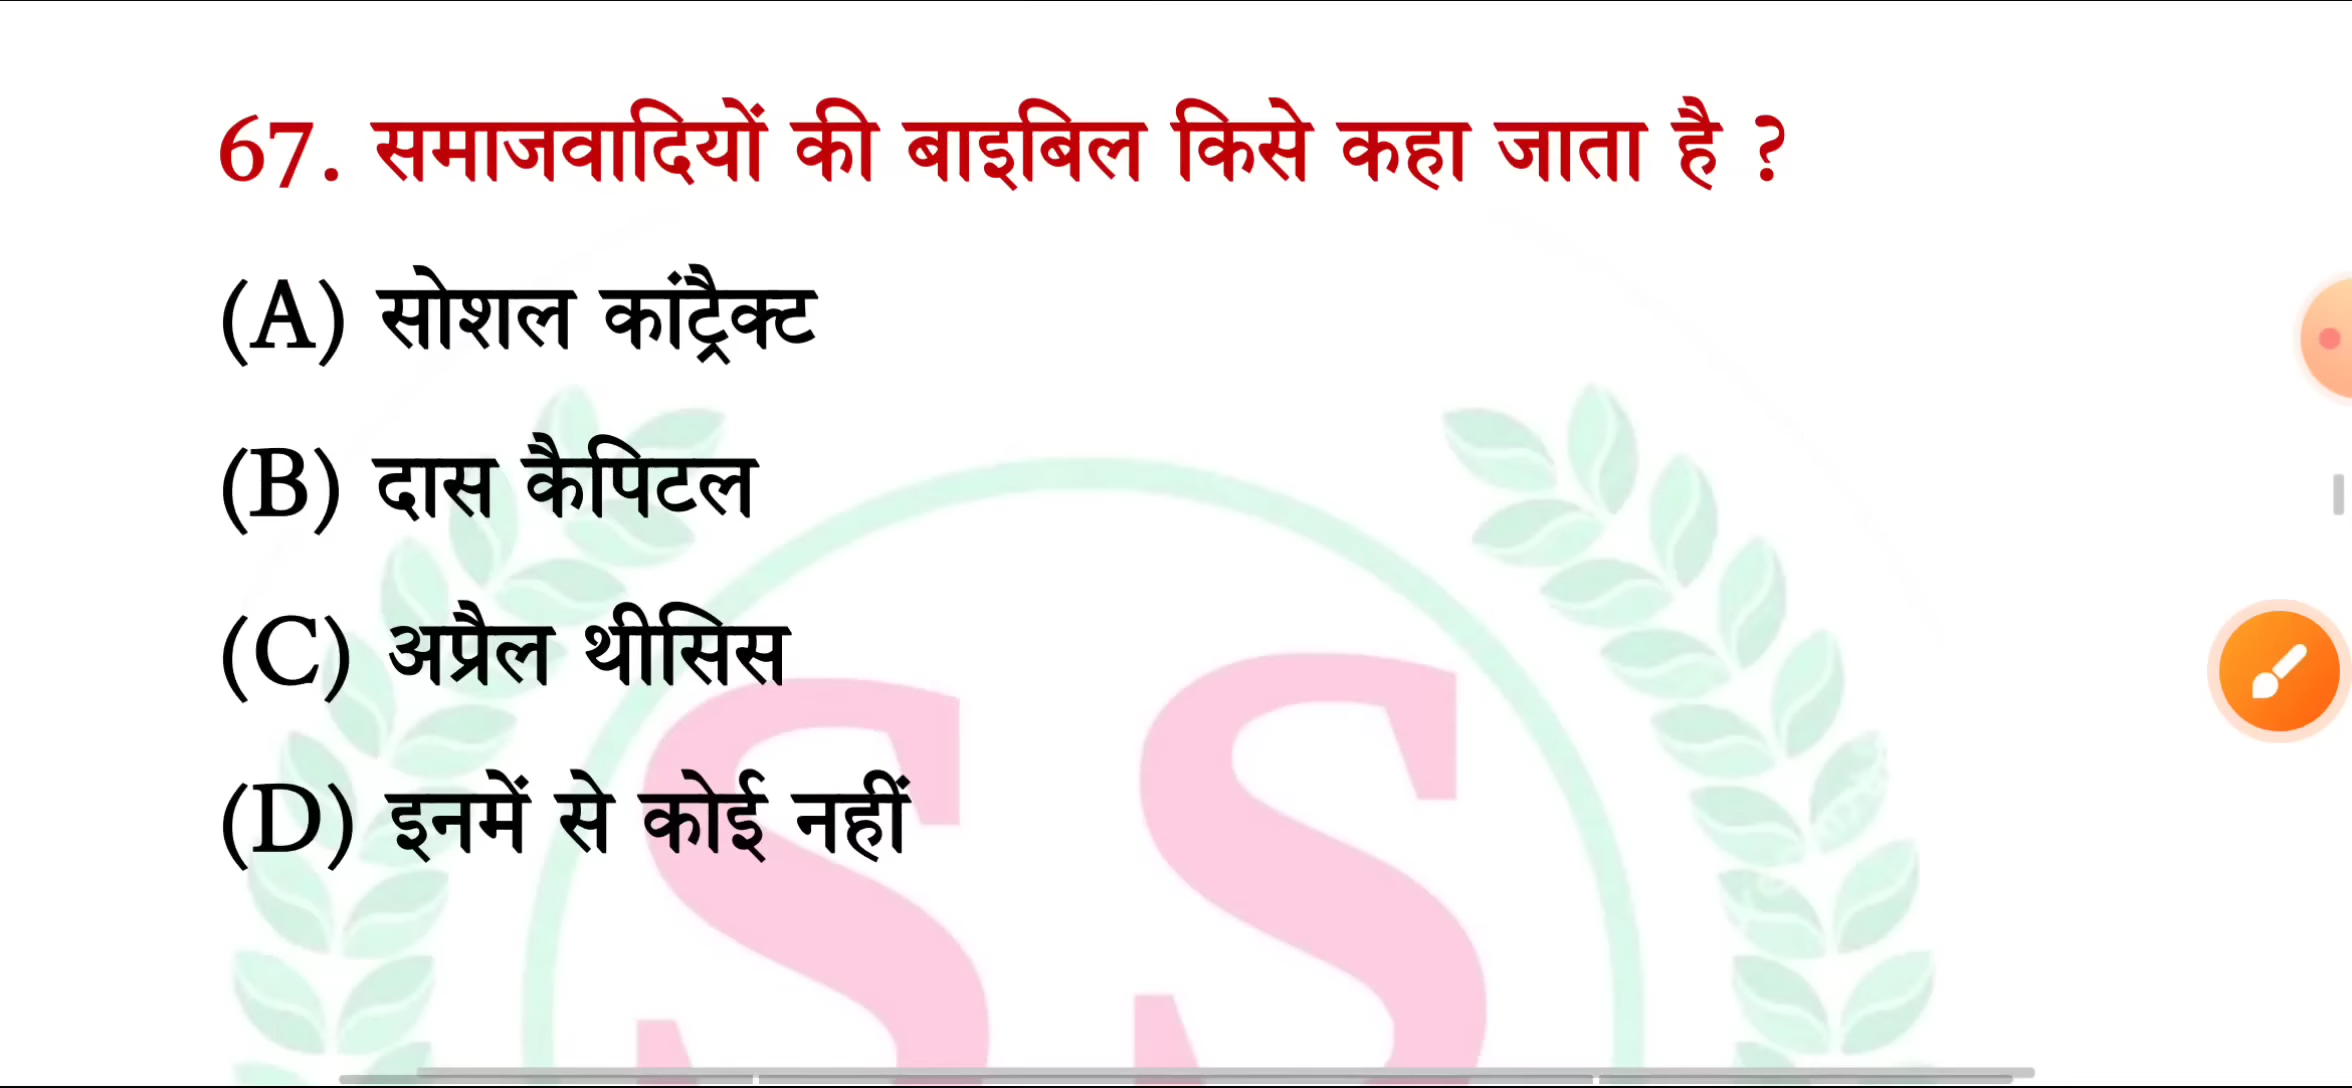 67. समाजवादियों की बाइबिल किसे कहा जाता है ?
(A) सोशल कांट्रैक्ट
(B) दास कैपिटल
(C) अप्रैल थीसिस
(D) इनमें से कोई नहीं
S S